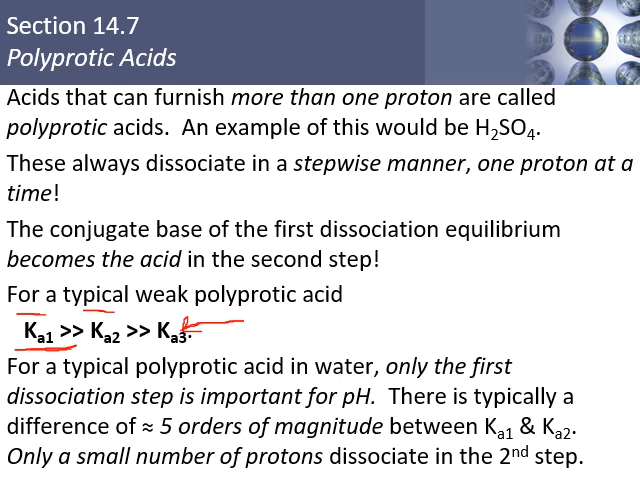 Section 14.7
Polyprotic Acids
Acids that can furnish more than one proton are called
polyprotic acids. An example of this would be H₂SO₄.
These always dissociate in a stepwise manner, one proton at a
time!
The conjugate base of the first dissociation equilibrium
becomes the acid in the second step!
For a typical weak polyprotic acid
Kₐ₁ >> Kₐ₂ >> Kₐ₃.
For a typical polyprotic acid in water, only the first
dissociation step is important for pH. There is typically a
difference of ≈ 5 orders of magnitude between Kₐ₁ & Kₐ₂.
Only a small number of protons dissociate in the 2ⁿᵈ step.